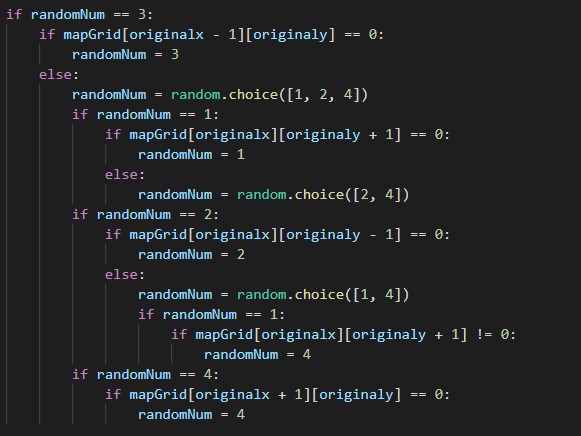 if randomNum == 3:
    if mapGrid[originalx - 1][originaly] == 0:
        randomNum = 3
    else:
        randomNum = random.choice([1, 2, 4])
        if randomNum == 1:
            if mapGrid[originalx][originaly + 1] == 0:
                randomNum = 1
            else:
                randomNum = random.choice([2, 4])
        if randomNum == 2:
            if mapGrid[originalx][originaly - 1] == 0:
                randomNum = 2
            else:
                randomNum = random.choice([1, 4])
                if randomNum == 1:
                    if mapGrid[originalx][originaly + 1] != 0:
                        randomNum = 4
        if randomNum == 4:
            if mapGrid[originalx + 1][originaly] == 0:
                randomNum = 4